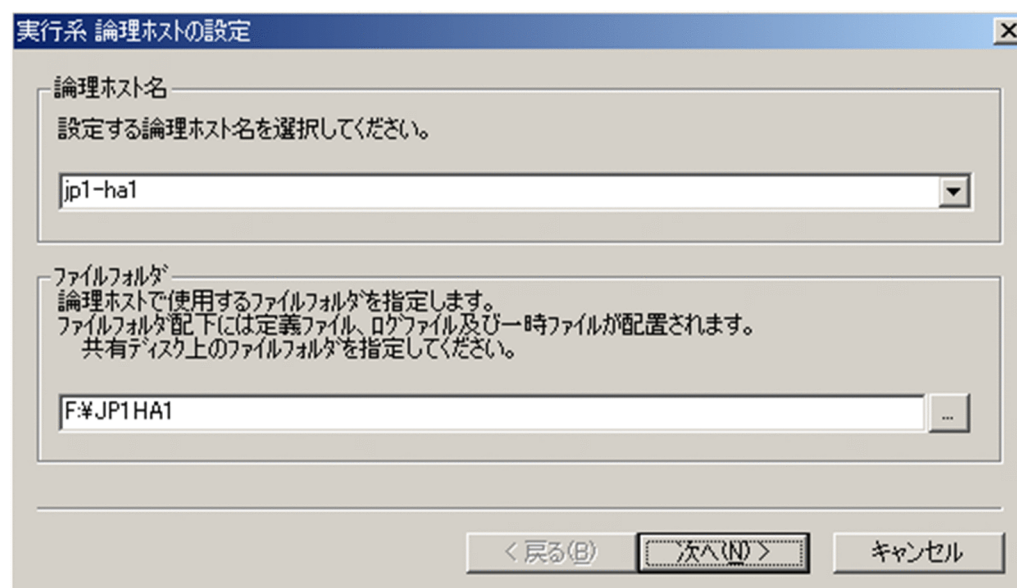 実行系 論理ホストの設定
論理ホスト名
設定する論理ホスト名を選択してください。
jp1-ha1
ファイルフォルダ
論理ホストで使用するファイルフォルダを指定します。
ファイルフォルダ配下には定義ファイル、ログファイル及び一時ファイルが配置されます。
共有ディスク上のファイルフォルダを指定してください。
F:¥JP1HA1
...
< 戻る(B)
次へ(N) >
キャンセル